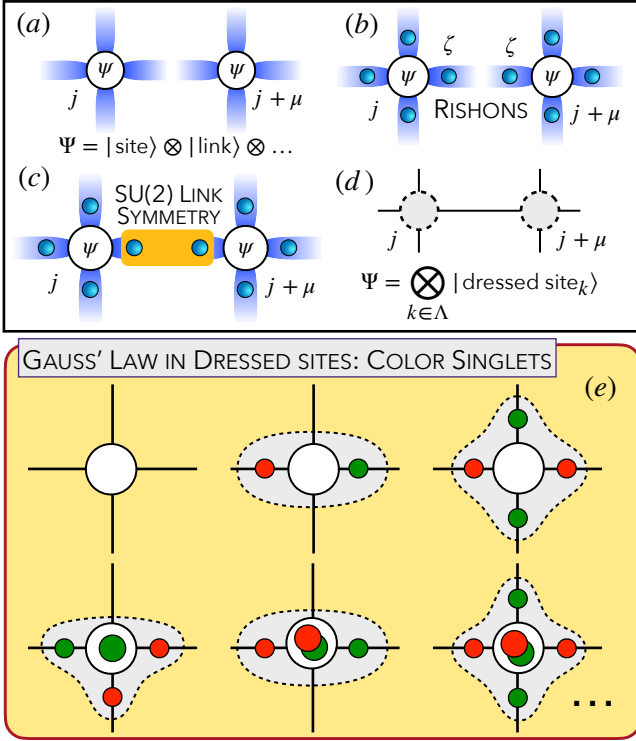 (a)
ψ ψ
j j + μ
Ψ = |site⟩ ⊗ |link⟩ ⊗ …
(b)
ζ ζ
ψ ψ
j RISHONS j + μ
(c)
SU(2) LINK
SYMMETRY
ψ ψ
j j + μ
(d)
j j + μ
Ψ = ⨂ |dressed site_k⟩
k∈Λ
GAUSS' LAW IN DRESSED SITES: COLOR SINGLETS
(e)
...